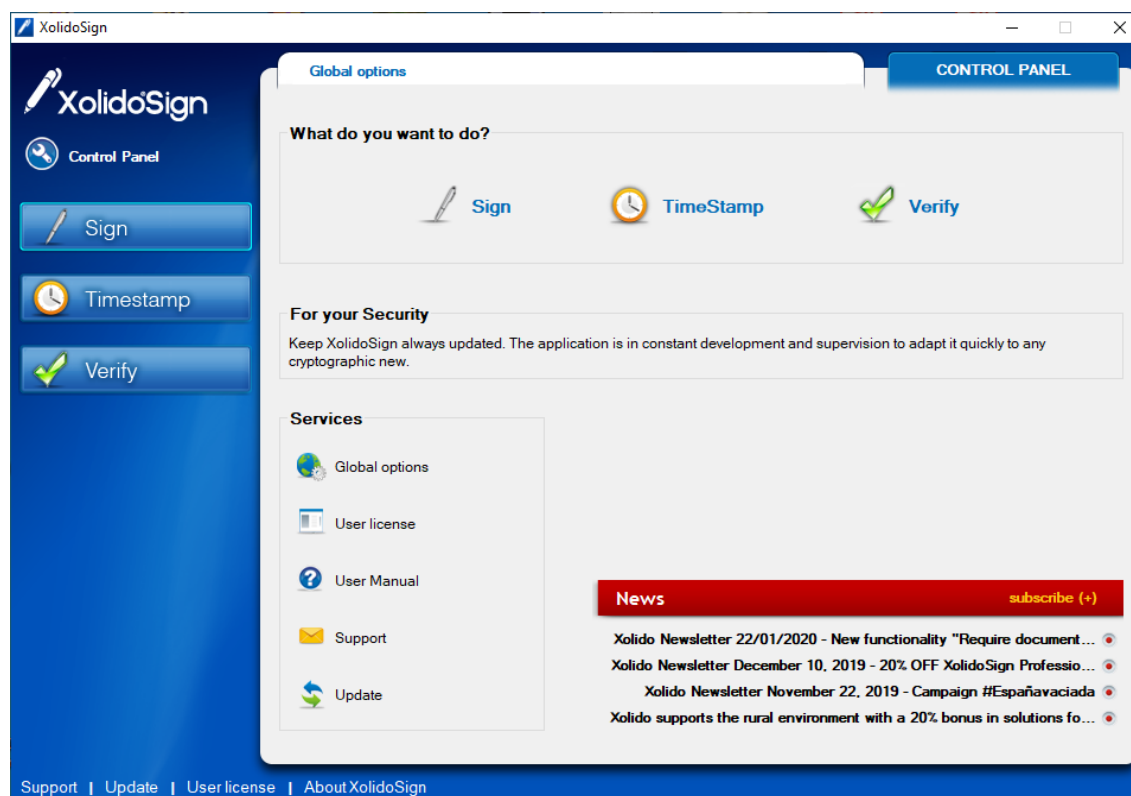 XolidoSign
XolidoSign
Control Panel
Sign
Timestamp
Verify
Global options
CONTROL PANEL
What do you want to do?
Sign
TimeStamp
Verify
For your Security
Keep XolidoSign always updated. The application is in constant development and supervision to adapt it quickly to any
cryptographic new.
Services
Global options
User license
User Manual
Support
Update
News
subscribe (+)
Xolido Newsletter 22/01/2020 - New functionality "Require document...
Xolido Newsletter December 10, 2019 - 20% OFF XolidoSign Professio...
Xolido Newsletter November 22, 2019 - Campaign #Españavaciada
Xolido supports the rural environment with a 20% bonus in solutions fo...
Support | Update | User license | About XolidoSign